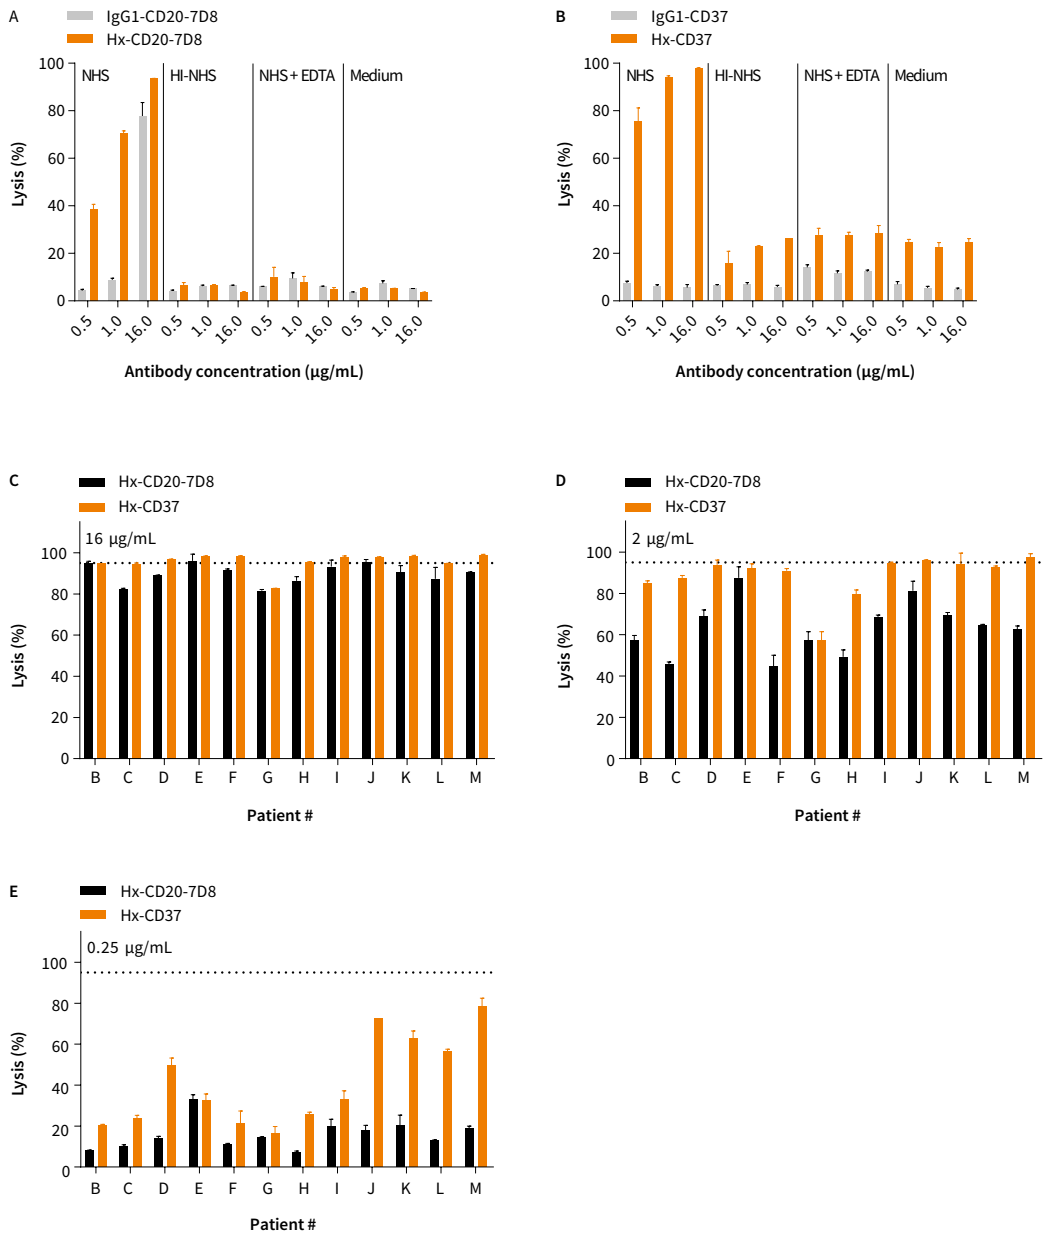 A
IgG1-CD20-7D8
Hx-CD20-7D8
100
80
60
40
20
0
Lysis (%)
NHS
HI-NHS
NHS + EDTA
Medium
0.5
1.0
16.0
0.5
1.0
16.0
0.5
1.0
16.0
0.5
1.0
16.0
Antibody concentration (µg/mL)
B
IgG1-CD37
Hx-CD37
100
80
60
40
20
0
Lysis (%)
NHS
HI-NHS
NHS + EDTA
Medium
0.5
1.0
16.0
0.5
1.0
16.0
0.5
1.0
16.0
0.5
1.0
16.0
Antibody concentration (µg/mL)
C
Hx-CD20-7D8
Hx-CD37
16 µg/mL
100
80
60
40
20
0
Lysis (%)
B C D E F G H I J K L M
Patient #
D
Hx-CD20-7D8
Hx-CD37
2 µg/mL
100
80
60
40
20
0
Lysis (%)
B C D E F G H I J K L M
Patient #
E
Hx-CD20-7D8
Hx-CD37
0.25 µg/mL
100
80
60
40
20
0
Lysis (%)
B C D E F G H I J K L M
Patient #